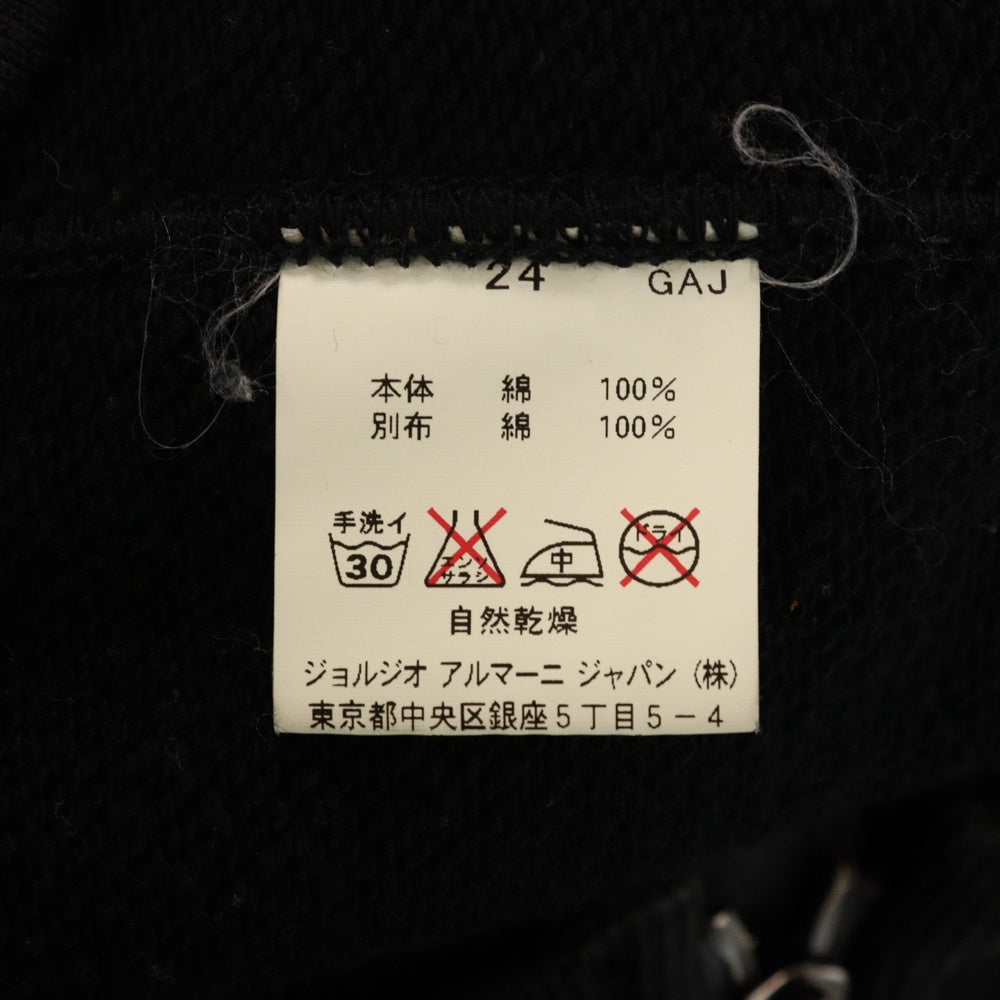 24 GAJ
本体 綿 100%
別布 綿 100%
手洗イ
30 エンソ 中 ドライ
サラシ
自然乾燥
ジョルジオ アルマーニ ジャパン (株)
東京都中央区銀座5丁目5-4